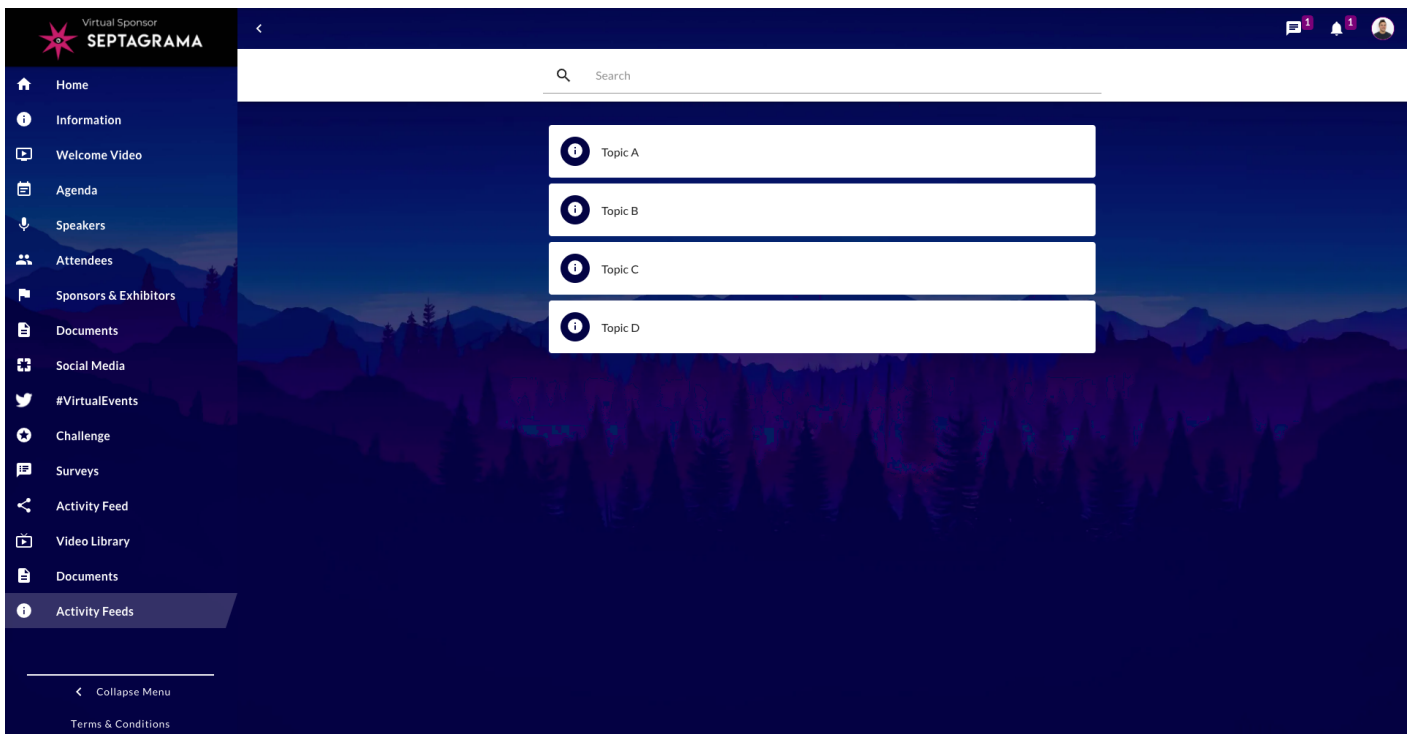 Virtual Sponsor
SEPTAGRAMA
1
1
Home
Information
Welcome Video
Agenda
Speakers
Attendees
Sponsors & Exhibitors
Documents
Social Media
#VirtualEvents
Challenge
Surveys
Activity Feed
Video Library
Documents
Activity Feeds
Collapse Menu
Terms & Conditions
Search
Topic A
Topic B
Topic C
Topic D